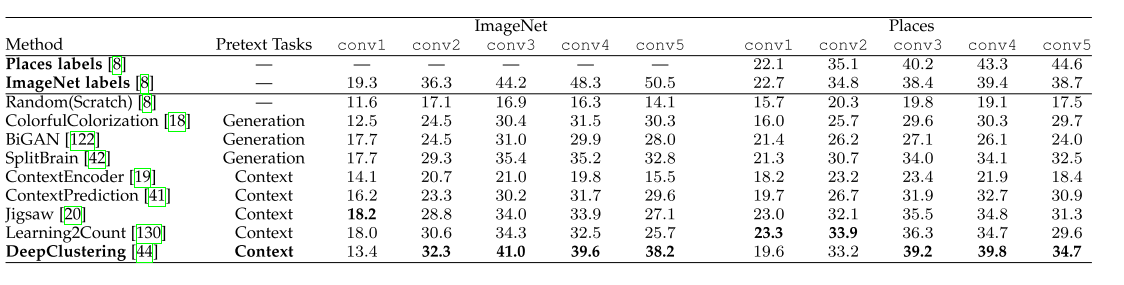 ImageNet Places
Method Pretext Tasks conv1 conv2 conv3 conv4 conv5 conv1 conv2 conv3 conv4 conv5
Places labels [8] — — — — — — 22.1 35.1 40.2 43.3 44.6
ImageNet labels [8] — 19.3 36.3 44.2 48.3 50.5 22.7 34.8 38.4 39.4 38.7
Random(Scratch) [8] — 11.6 17.1 16.9 16.3 14.1 15.7 20.3 19.8 19.1 17.5
ColorfulColorization [18] Generation 12.5 24.5 30.4 31.5 30.3 16.0 25.7 29.6 30.3 29.7
BiGAN [122] Generation 17.7 24.5 31.0 29.9 28.0 21.4 26.2 27.1 26.1 24.0
SplitBrain [42] Generation 17.7 29.3 35.4 35.2 32.8 21.3 30.7 34.0 34.1 32.5
ContextEncoder [19] Context 14.1 20.7 21.0 19.8 15.5 18.2 23.2 23.4 21.9 18.4
ContextPrediction [41] Context 16.2 23.3 30.2 31.7 29.6 19.7 26.7 31.9 32.7 30.9
Jigsaw [20] Context 18.2 28.8 34.0 33.9 27.1 23.0 32.1 35.5 34.8 31.3
Learning2Count [130] Context 18.0 30.6 34.3 32.5 25.7 23.3 33.9 36.3 34.7 29.6
DeepClustering [44] Context 13.4 32.3 41.0 39.6 38.2 19.6 33.2 39.2 39.8 34.7